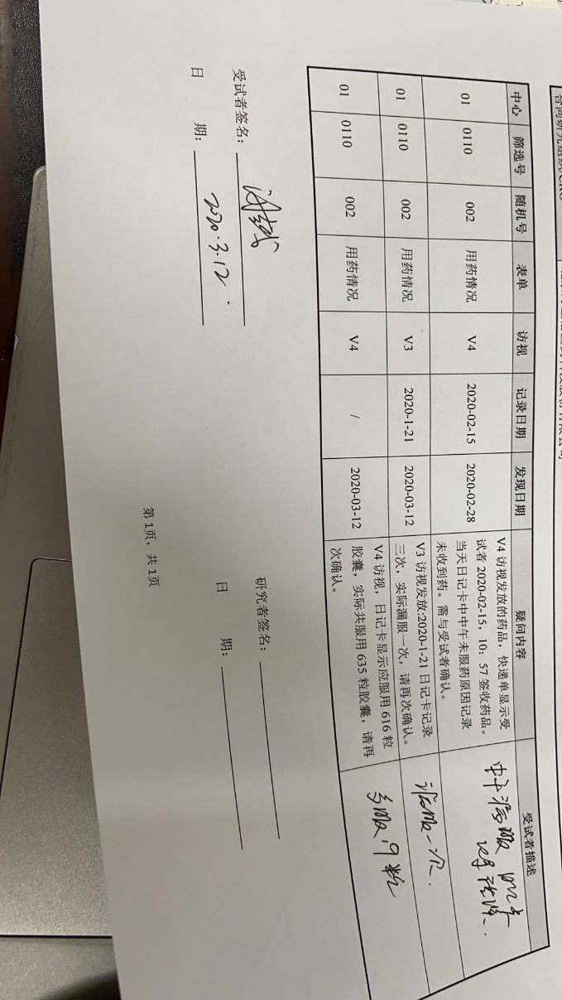 中心 筛选号 随机号 表单 访视 记录日期 发现日期 疑问内容 受试者描述
01 0110 002 用药情况 V4 2020-02-15 2020-02-28
V4 访视发放的药品，快递单显示受
试者 2020-02-15，10：57 签收药品。
当天日记卡中中午未服药原因记录
未收到药。需与受试者确认。
中午漏服
01 0110 002 用药情况 V3 2020-1-21 2020-03-12
V3 访视发放:2020-1-21 日记卡记录
三次，实际漏服一次，请再次确认。
漏服一次.
01 0110 002 用药情况 V4 / 2020-03-12
V4 访视，日记卡显示应服用 616 粒
胶囊，实际共服用 635 粒胶囊，请再
次确认。
多服19粒
受试者签名：
研究者签名：
日 期： 2020.3.12
日 期：
第 1页，共 1页